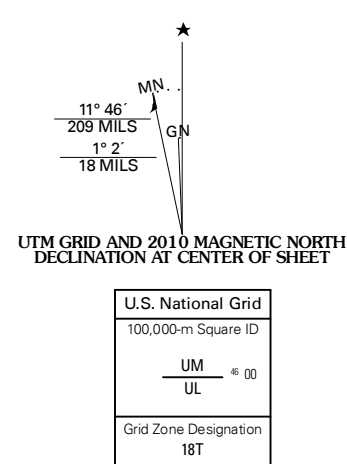 ★
MN
11° 46´
209 MILS
GN
1° 2´
18 MILS
UTM GRID AND 2010 MAGNETIC NORTH
DECLINATION AT CENTER OF SHEET
U.S. National Grid
100,000-m Square ID
UM
46 00
UL
Grid Zone Designation
18T